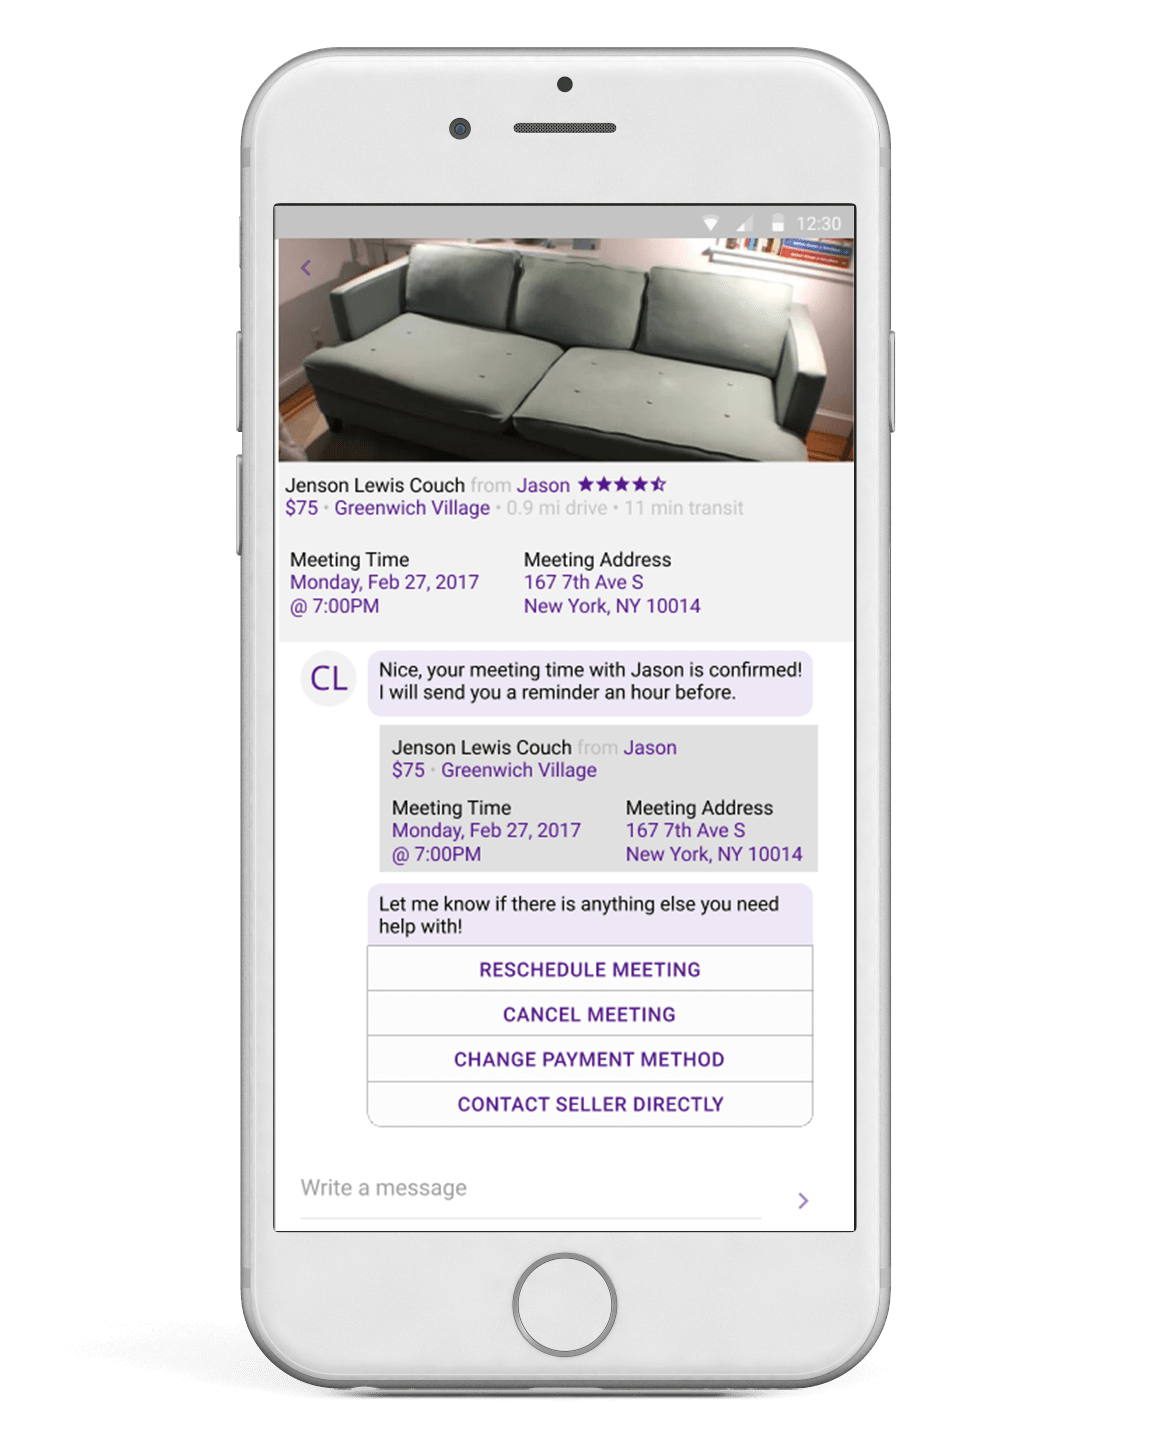 12:30
Jenson Lewis Couch from Jason
$75 • Greenwich Village • 0.9 mi drive • 11 min transit
Meeting Time
Monday, Feb 27, 2017
@ 7:00PM
Meeting Address
167 7th Ave S
New York, NY 10014
CL
Nice, your meeting time with Jason is confirmed!
I will send you a reminder an hour before.
Jenson Lewis Couch from Jason
$75 • Greenwich Village
Meeting Time
Monday, Feb 27, 2017
@ 7:00PM
Meeting Address
167 7th Ave S
New York, NY 10014
Let me know if there is anything else you need
help with!
RESCHEDULE MEETING
CANCEL MEETING
CHANGE PAYMENT METHOD
CONTACT SELLER DIRECTLY
Write a message